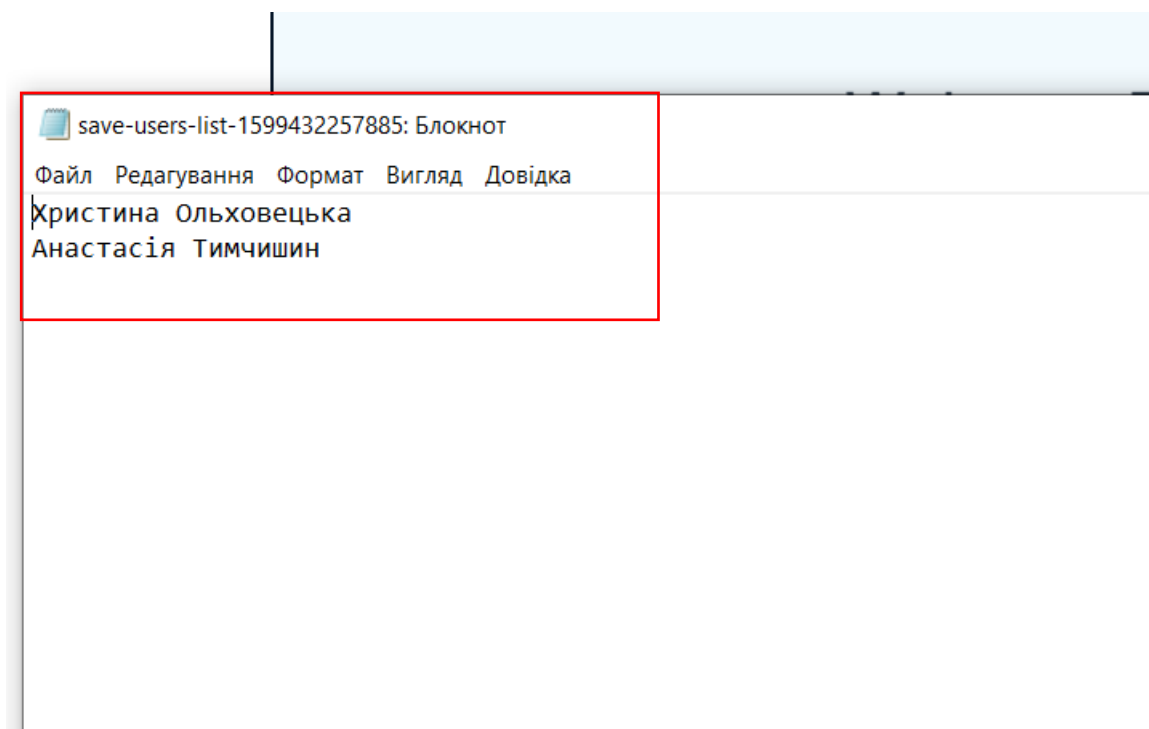 save-users-list-1599432257885: Блокнот
Файл Редагування Формат Вигляд Довідка
Христина Ольховецька
Анастасія Тимчишин